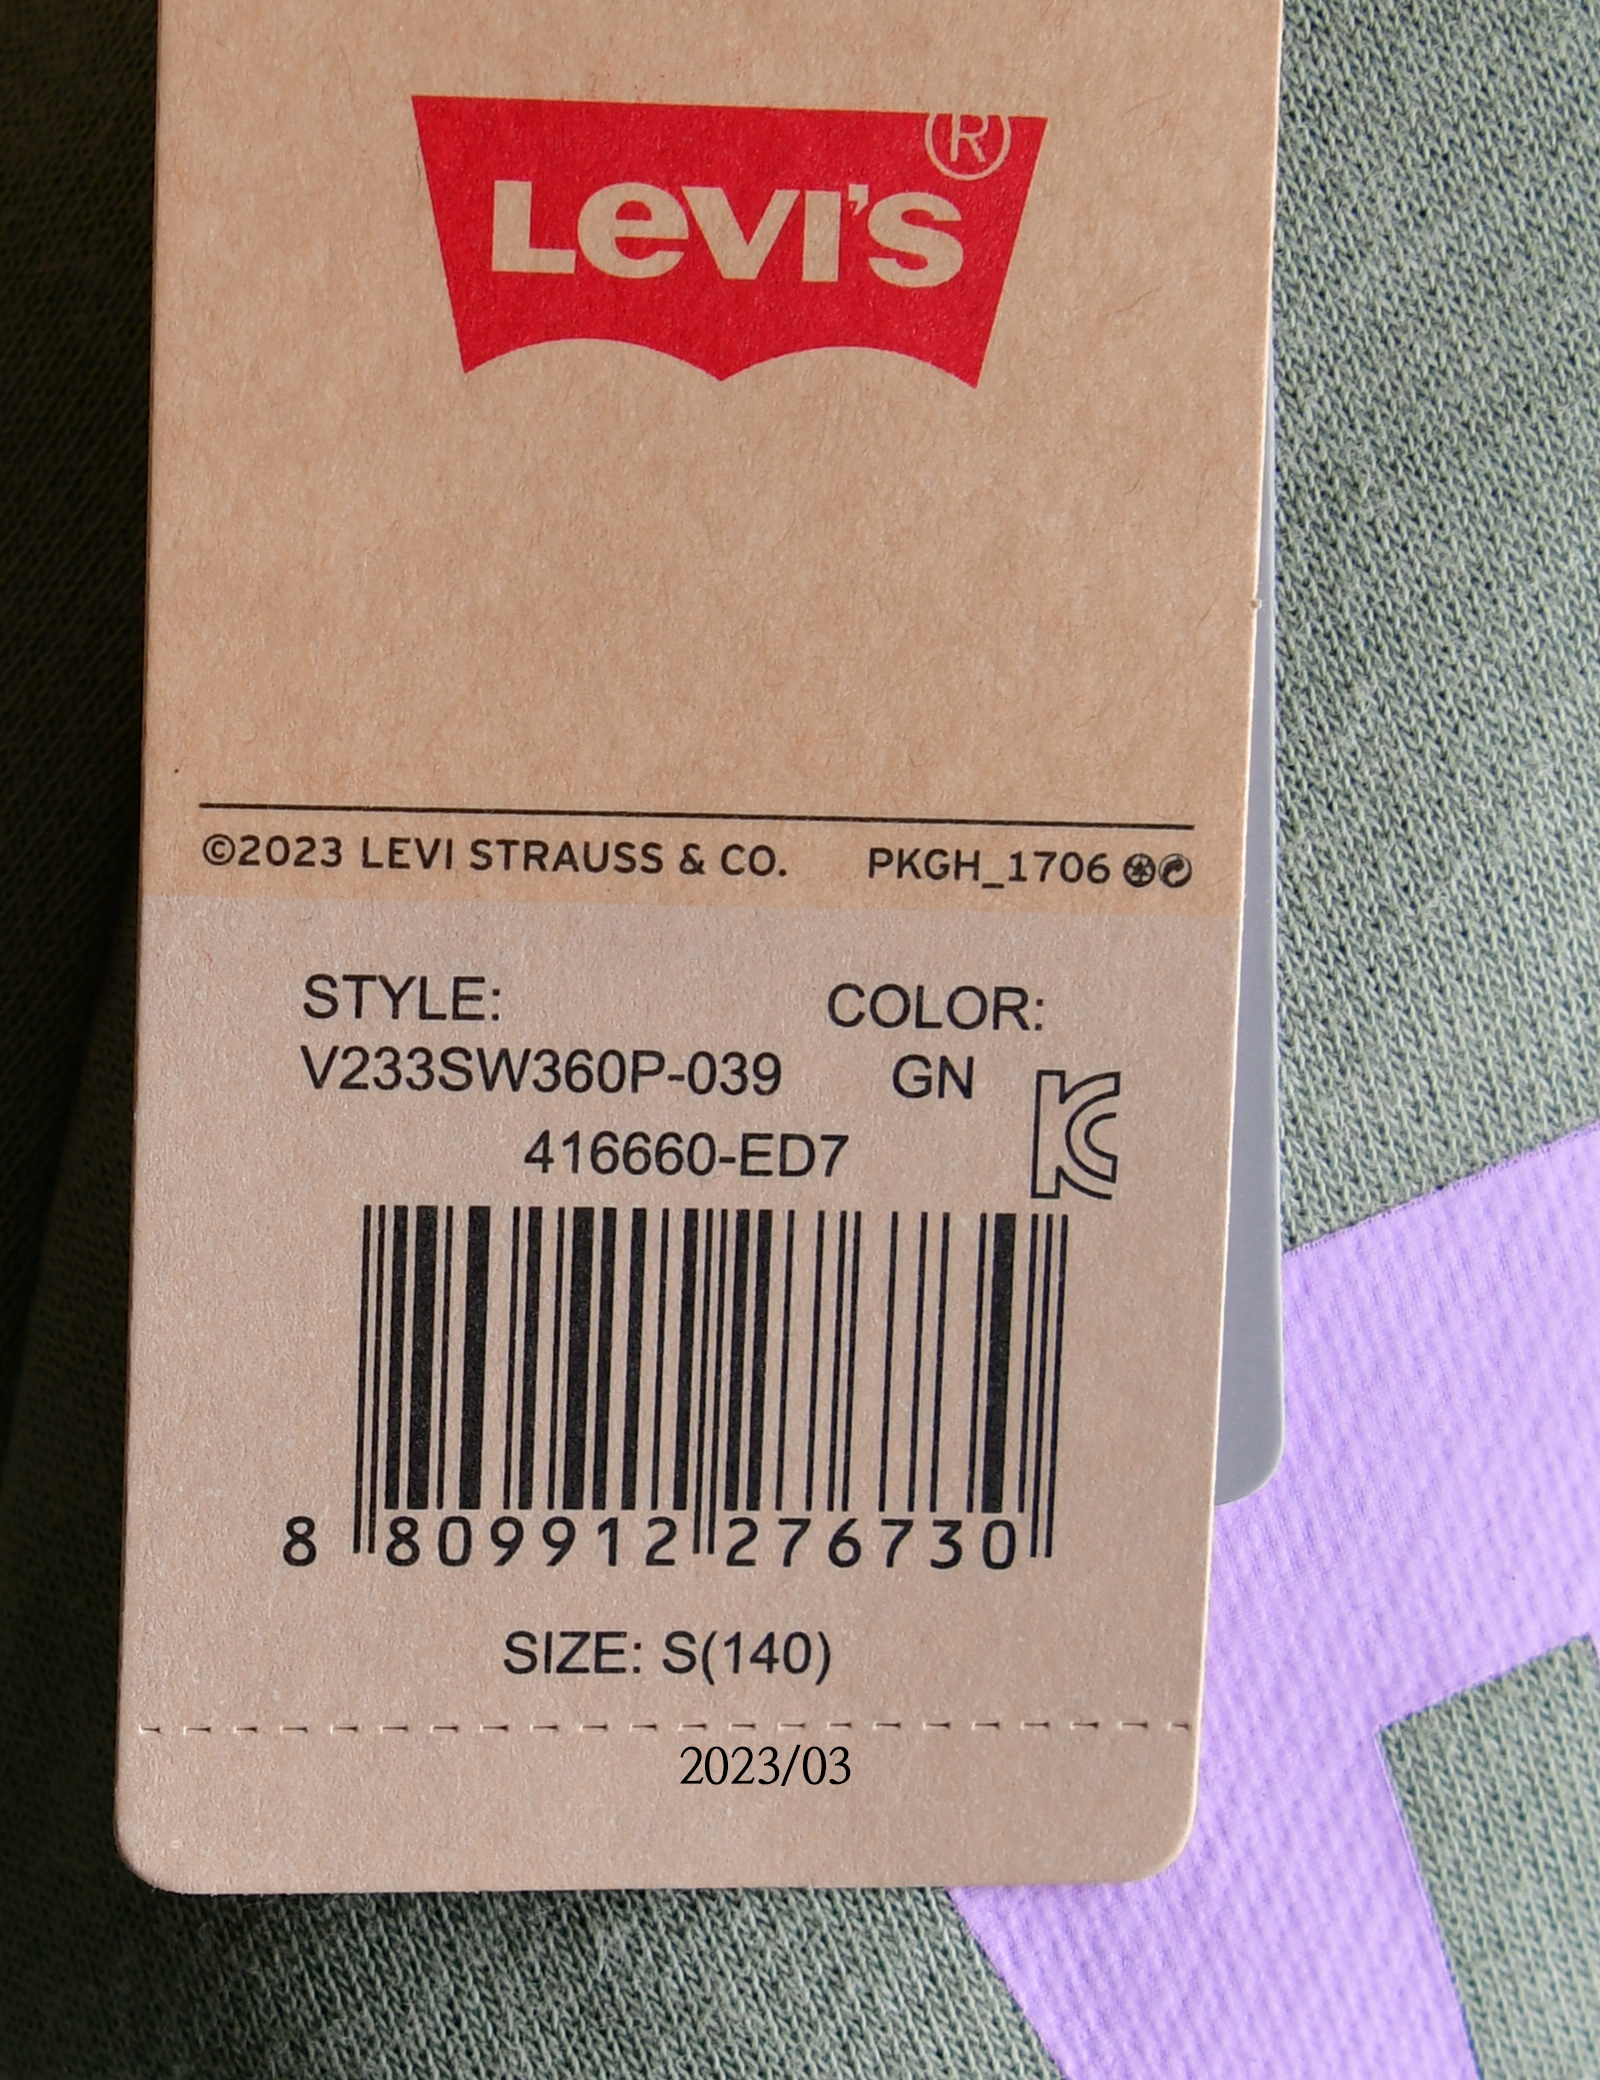 LEVI'S®
©2023 LEVI STRAUSS & CO. PKGH_1706
STYLE: COLOR:
V233SW360P-039 GN
416660-ED7
8 809912 276730
SIZE: S(140)
2023/03